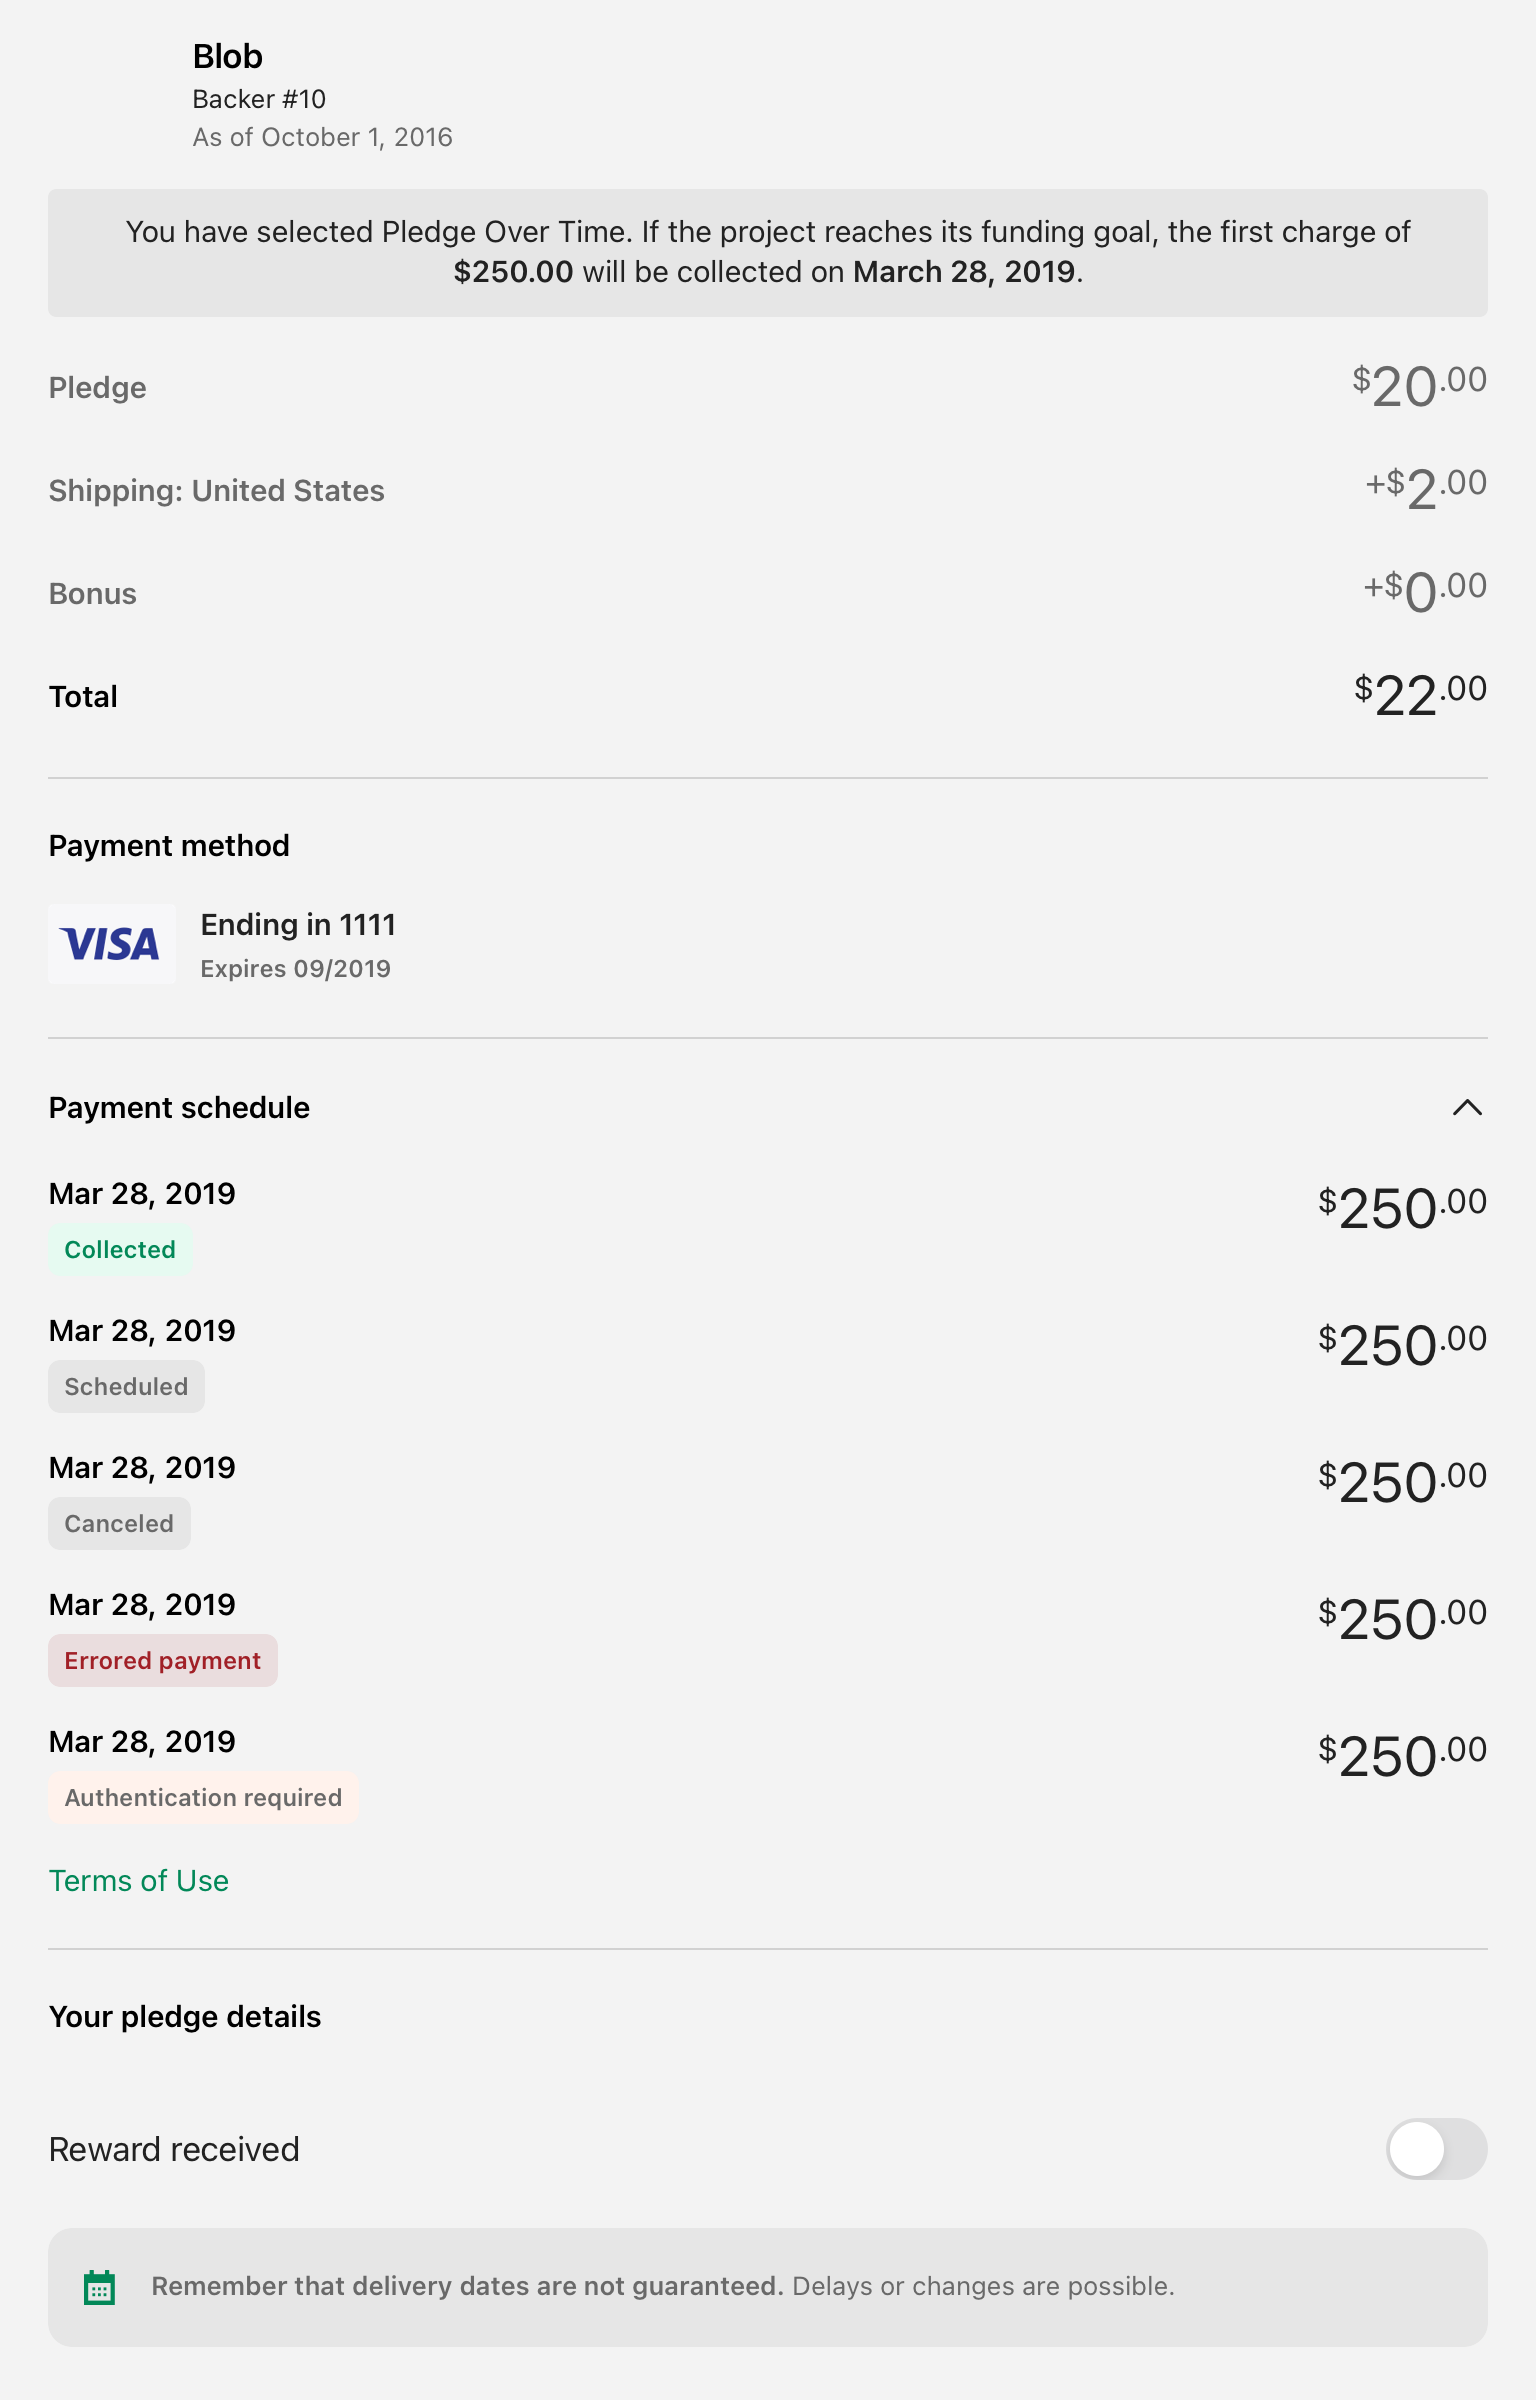 Blob
Backer #10
As of October 1, 2016
You have selected Pledge Over Time. If the project reaches its funding goal, the first charge of
$250.00 will be collected on March 28, 2019.
Pledge $20.00
Shipping: United States +$2.00
Bonus +$0.00
Total $22.00
Payment method
VISA Ending in 1111
Expires 09/2019
Payment schedule
Mar 28, 2019 $250.00
Collected
Mar 28, 2019 $250.00
Scheduled
Mar 28, 2019 $250.00
Canceled
Mar 28, 2019 $250.00
Errored payment
Mar 28, 2019 $250.00
Authentication required
Terms of Use
Your pledge details
Reward received
Remember that delivery dates are not guaranteed. Delays or changes are possible.